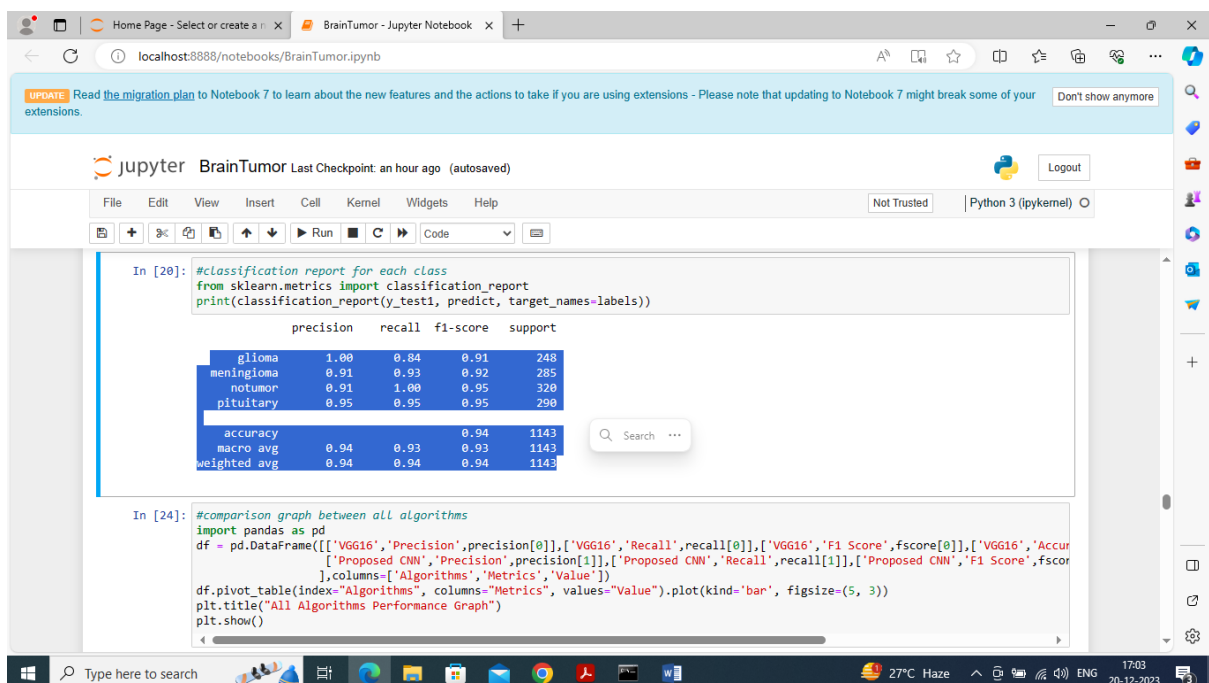 Home Page - Select or create a n
BrainTumor - Jupyter Notebook
localhost:8888/notebooks/BrainTumor.ipynb
UPDATE Read the migration plan to Notebook 7 to learn about the new features and the actions to take if you are using extensions - Please note that updating to Notebook 7 might break some of your
extensions.
Don't show anymore
jupyter BrainTumor Last Checkpoint: an hour ago (autosaved)
Logout
File Edit View Insert Cell Kernel Widgets Help
Not Trusted
Python 3 (ipykernel)
Run
Code
In [20]: #classification report for each class
from sklearn.metrics import classification_report
print(classification_report(y_test1, predict, target_names=labels))
precision recall f1-score support
glioma 1.00 0.84 0.91 248
meningioma 0.91 0.93 0.92 285
notumor 0.91 1.00 0.95 320
pituitary 0.95 0.95 0.95 290
accuracy 0.94 1143
macro avg 0.94 0.93 0.93 1143
weighted avg 0.94 0.94 0.94 1143
Search
In [24]: #comparison graph between all algorithms
import pandas as pd
df = pd.DataFrame([['VGG16','Precision',precision[0]],['VGG16','Recall',recall[0]],['VGG16','F1 Score',fscore[0]],['VGG16','Accur
['Proposed CNN','Precision',precision[1]],['Proposed CNN','Recall',recall[1]],['Proposed CNN','F1 Score',fscor
],columns=['Algorithms','Metrics','Value'])
df.pivot_table(index="Algorithms", columns="Metrics", values="Value").plot(kind='bar', figsize=(5, 3))
plt.title("All Algorithms Performance Graph")
plt.show()
Type here to search
27°C Haze
ENG
17:03
20-12-2023